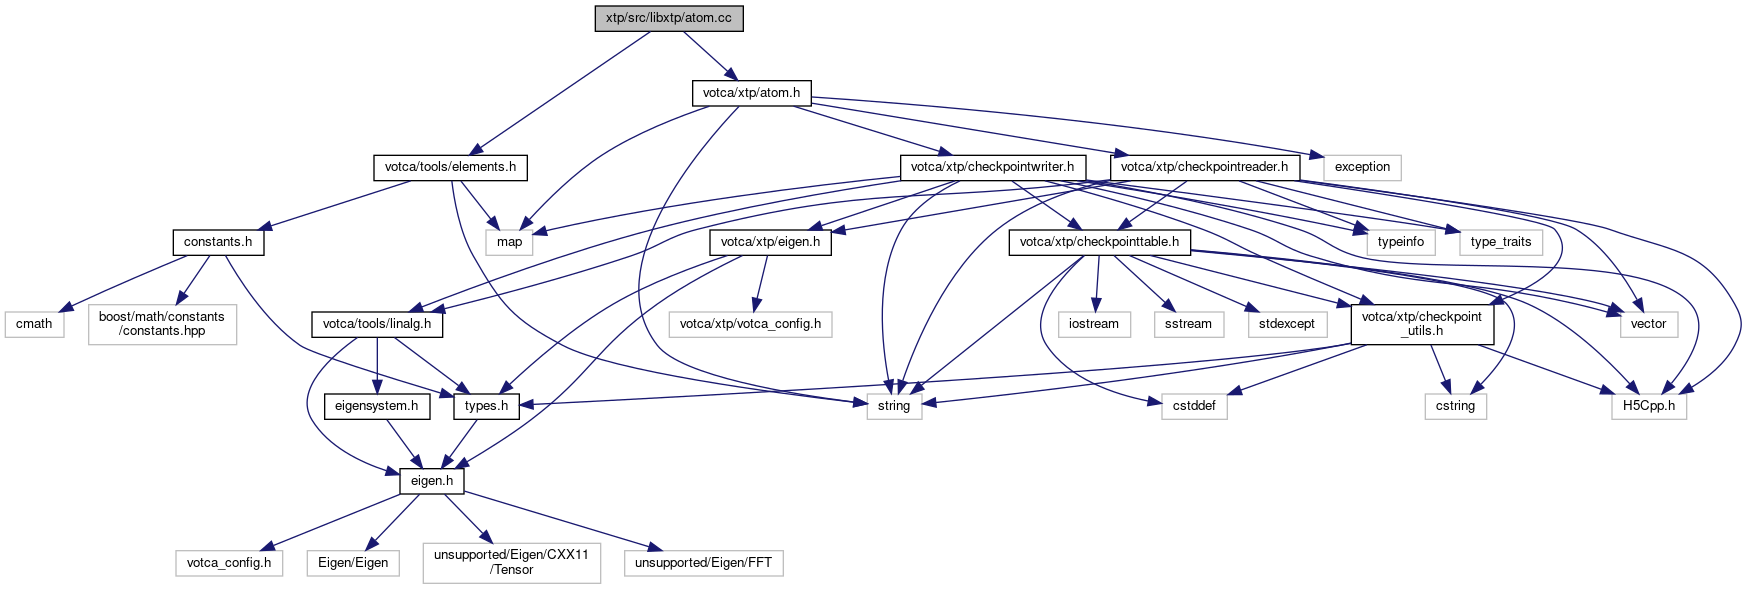 xtp/src/libxtp/atom.cc
votca/xtp/atom.h
votca/tools/elements.h
votca/xtp/checkpointwriter.h
votca/xtp/checkpointreader.h
exception
constants.h
map
votca/xtp/eigen.h
votca/xtp/checkpointtable.h
typeinfo
type_traits
cmath
boost/math/constants
/constants.hpp
votca/tools/linalg.h
votca/xtp/votca_config.h
iostream
sstream
stdexcept
votca/xtp/checkpoint
_utils.h
vector
eigensystem.h
types.h
string
cstddef
cstring
H5Cpp.h
eigen.h
votca_config.h
Eigen/Eigen
unsupported/Eigen/CXX11
/Tensor
unsupported/Eigen/FFT